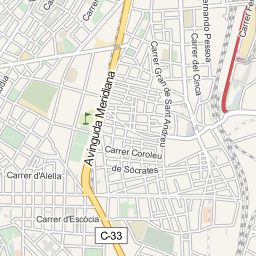 Fernando Pessoa
Carrer Fe
Carrer del Cinca
Carrer Gran de Sant Andreu
Avinguda Meridiana
Carrer Coroleu
de Sòcrates
Carrer d'Alella
Carrer d'Escòcia
C-33